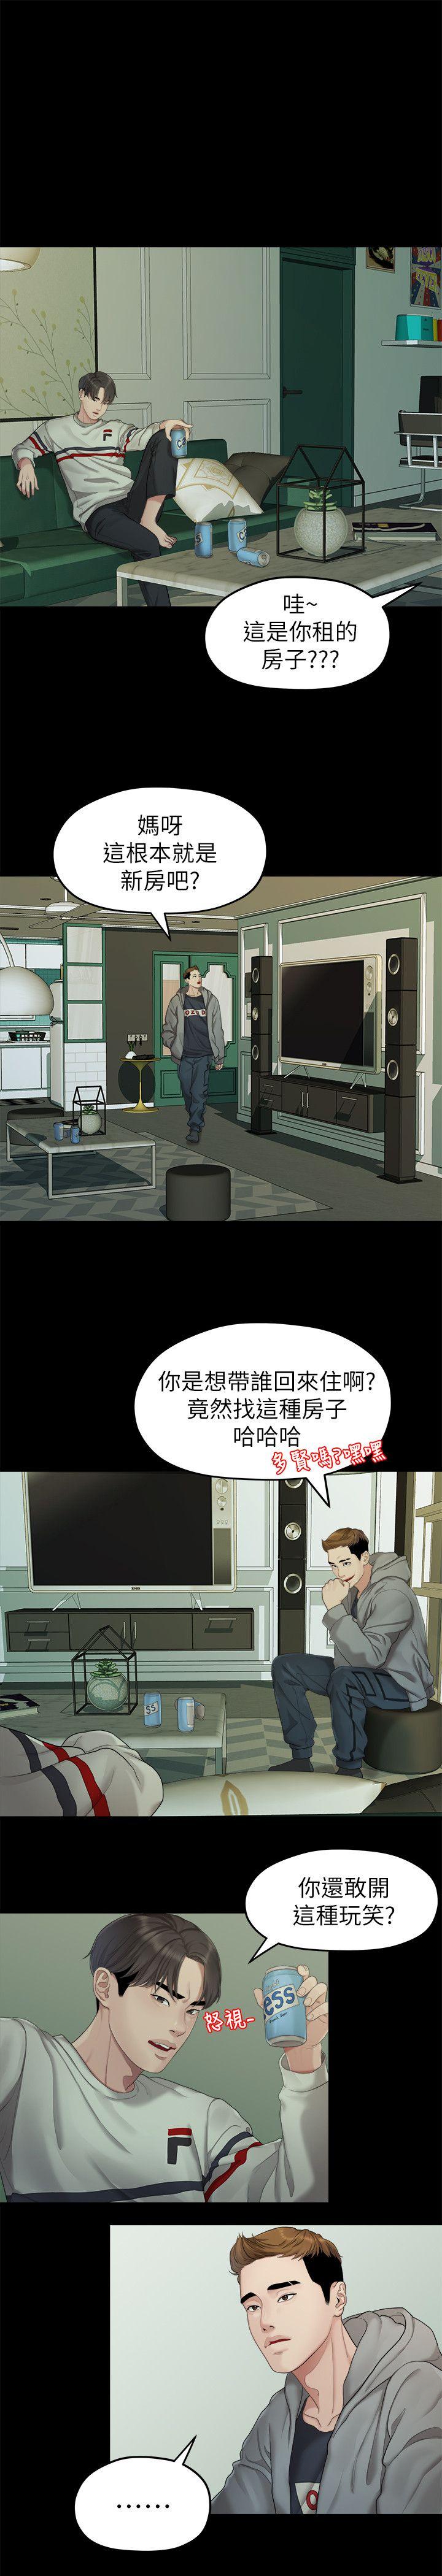 哇~
這是你租的
房子???
媽呀
這根本就是
新房吧?
你是想帶誰回來住啊?
竟然找這種房子
哈哈哈
多賢嗎?嘿嘿
你還敢開
這種玩笑?
怒視~
ess
......